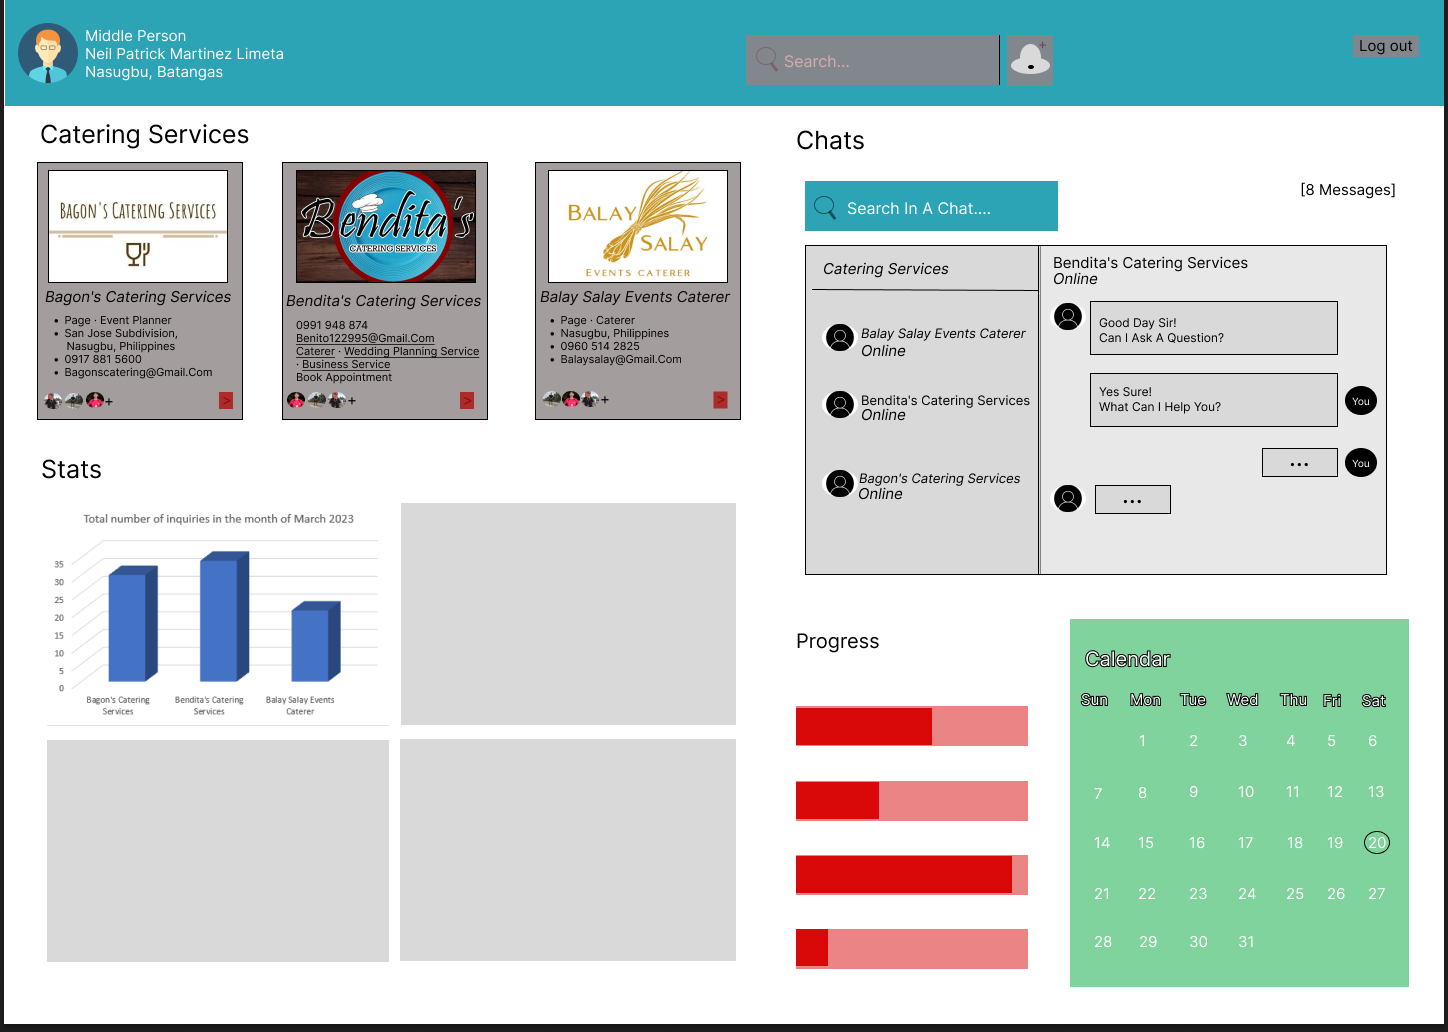 Middle Person
Neil Patrick Martinez Limeta
Nasugbu, Batangas
Search...
+
Log out
Catering Services
BAGON'S CATERING SERVICES
Bagon's Catering Services
• Page · Event Planner
• San Jose Subdivision,
Nasugbu, Philippines
• 0917 881 5600
• Bagonscatering@Gmail.Com
+
>
Bendita's
CATERING SERVICES
Bendita's Catering Services
0991 948 874
Benito122995@Gmail.Com
Caterer · Wedding Planning Service
· Business Service
Book Appointment
+
>
BALAY
SALAY
EVENTS CATERER
Balay Salay Events Caterer
• Page · Caterer
• Nasugbu, Philippines
• 0960 514 2825
• Balaysalay@Gmail.Com
+
>
Chats
[8 Messages]
Search In A Chat....
Catering Services
Balay Salay Events Caterer
Online
Bendita's Catering Services
Online
Bagon's Catering Services
Online
Bendita's Catering Services
Online
Good Day Sir!
Can I Ask A Question?
Yes Sure!
What Can I Help You?
You
...
You
...
Stats
Total number of inquiries in the month of March 2023
35
30
25
20
15
10
5
0
Bagon's Catering
Services
Bendita's Catering
Services
Balay Salay Events
Caterer
Progress
Calendar
Sun Mon Tue Wed Thu Fri Sat
1 2 3 4 5 6
7 8 9 10 11 12 13
14 15 16 17 18 19 20
21 22 23 24 25 26 27
28 29 30 31